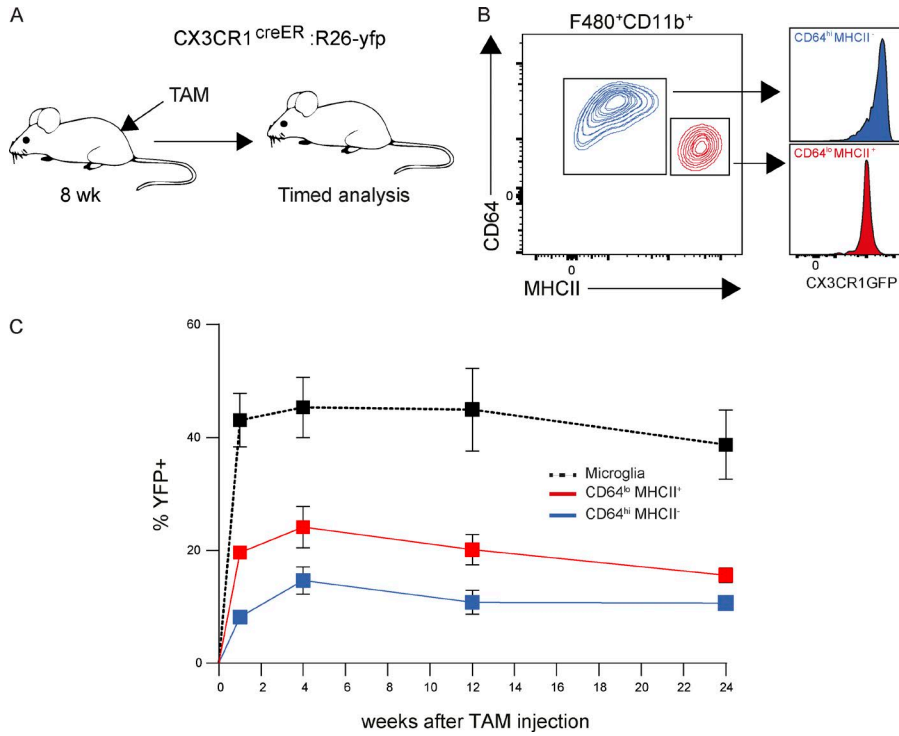 A
CX3CR1creER:R26-yfp
TAM
8 wk
Timed analysis
B
F480+CD11b+
CD64
0
0
MHCII
CD64hi MHCII-
CD64lo MHCII+
0
CX3CR1GFP
C
60
40
20
0
% YFP+
Microglia
CD64lo MHCII+
CD64hi MHCII-
0 2 4 6 8 10 12 14 16 18 20 22 24
weeks after TAM injection